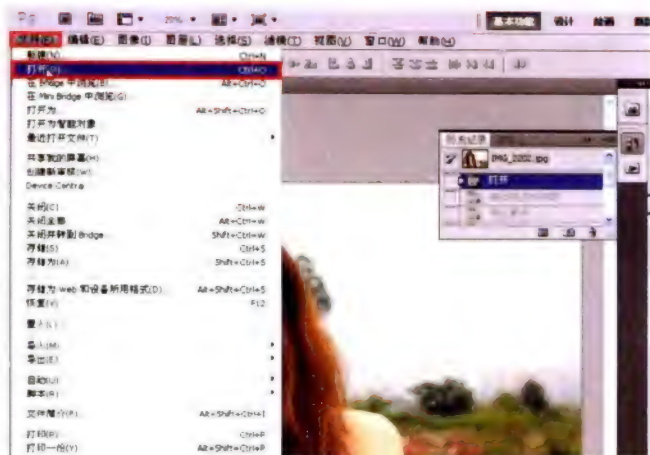 Ps 基本功能 设计 绘画
编辑(E) 图像(I) 图层(L) 选择(S) 滤镜(T) 视图(V) 窗口(W) 帮助(H)
新建(N)... Ctrl+N
打开(O)... Ctrl+O
在 Bridge 中浏览(B)... Alt+Ctrl+O
在 Mini Bridge 中浏览(G)...
打开为... Alt+Shift+Ctrl+O
打开为智能对象...
最近打开文件(T)
共享我的屏幕(H)...
创建新审核(W)...
Device Central...
关闭(C) Ctrl+W
关闭全部 Alt+Ctrl+W
关闭并转到 Bridge... Shift+Ctrl+W
存储(S) Ctrl+S
存储为(A)... Shift+Ctrl+S
存储为 Web 和设备所用格式(D)... Alt+Shift+Ctrl+S
恢复(V) F12
置入(L)...
导入(M)
导出(E)
自动(U)
脚本(R)
文件简介(F)... Alt+Shift+Ctrl+I
打印(P)... Ctrl+P
打印一份(Y) Alt+Shift+Ctrl+P
历史记录
IMG_2202.jpg
打开